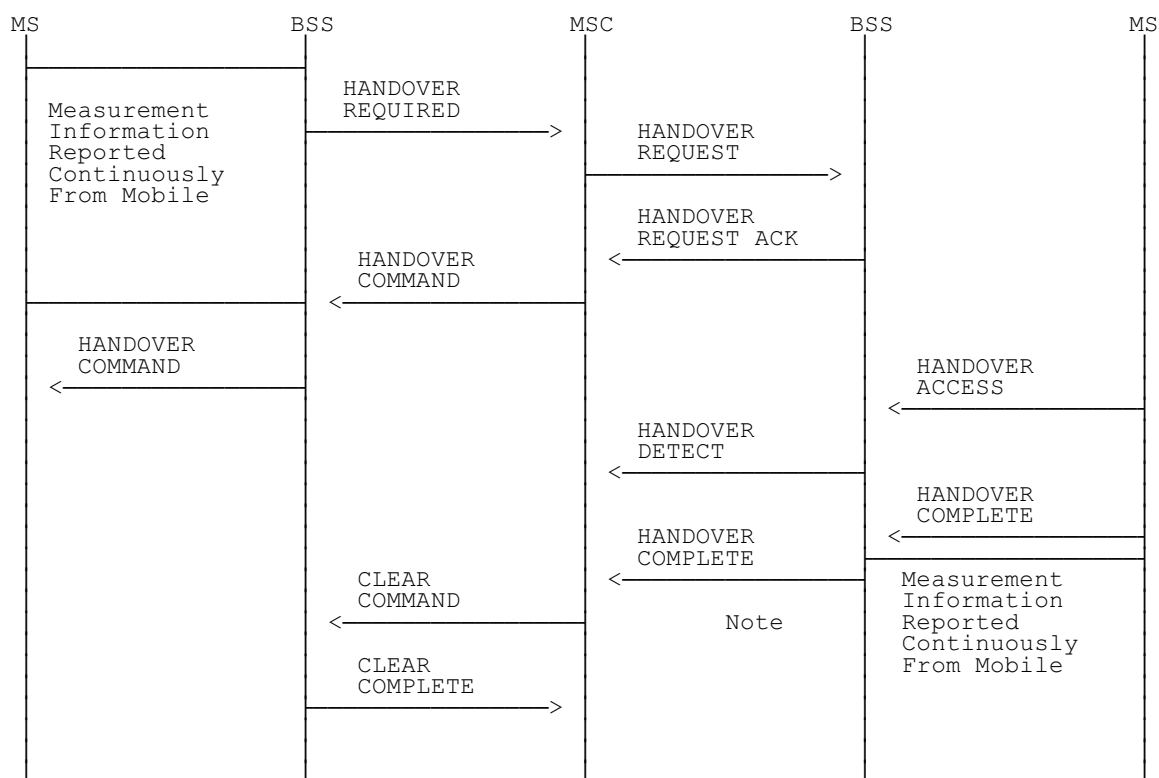 MS BSS MSC BSS MS
HANDOVER
REQUIRED
Measurement
Information
Reported
Continuously
From Mobile
HANDOVER
REQUEST
HANDOVER
REQUEST ACK
HANDOVER
COMMAND
HANDOVER
COMMAND
HANDOVER
ACCESS
HANDOVER
DETECT
HANDOVER
COMPLETE
HANDOVER
COMPLETE
CLEAR
COMMAND
Note
Measurement
Information
Reported
Continuously
From Mobile
CLEAR
COMPLETE